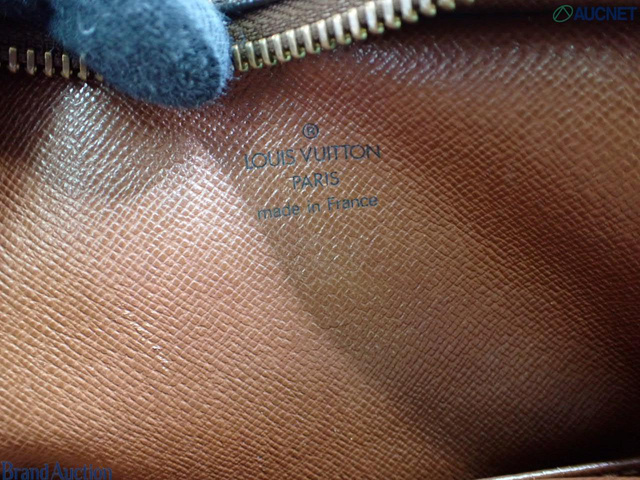 AUCNET
®
LOUIS VUITTON
PARIS
made in France
Brand Auction